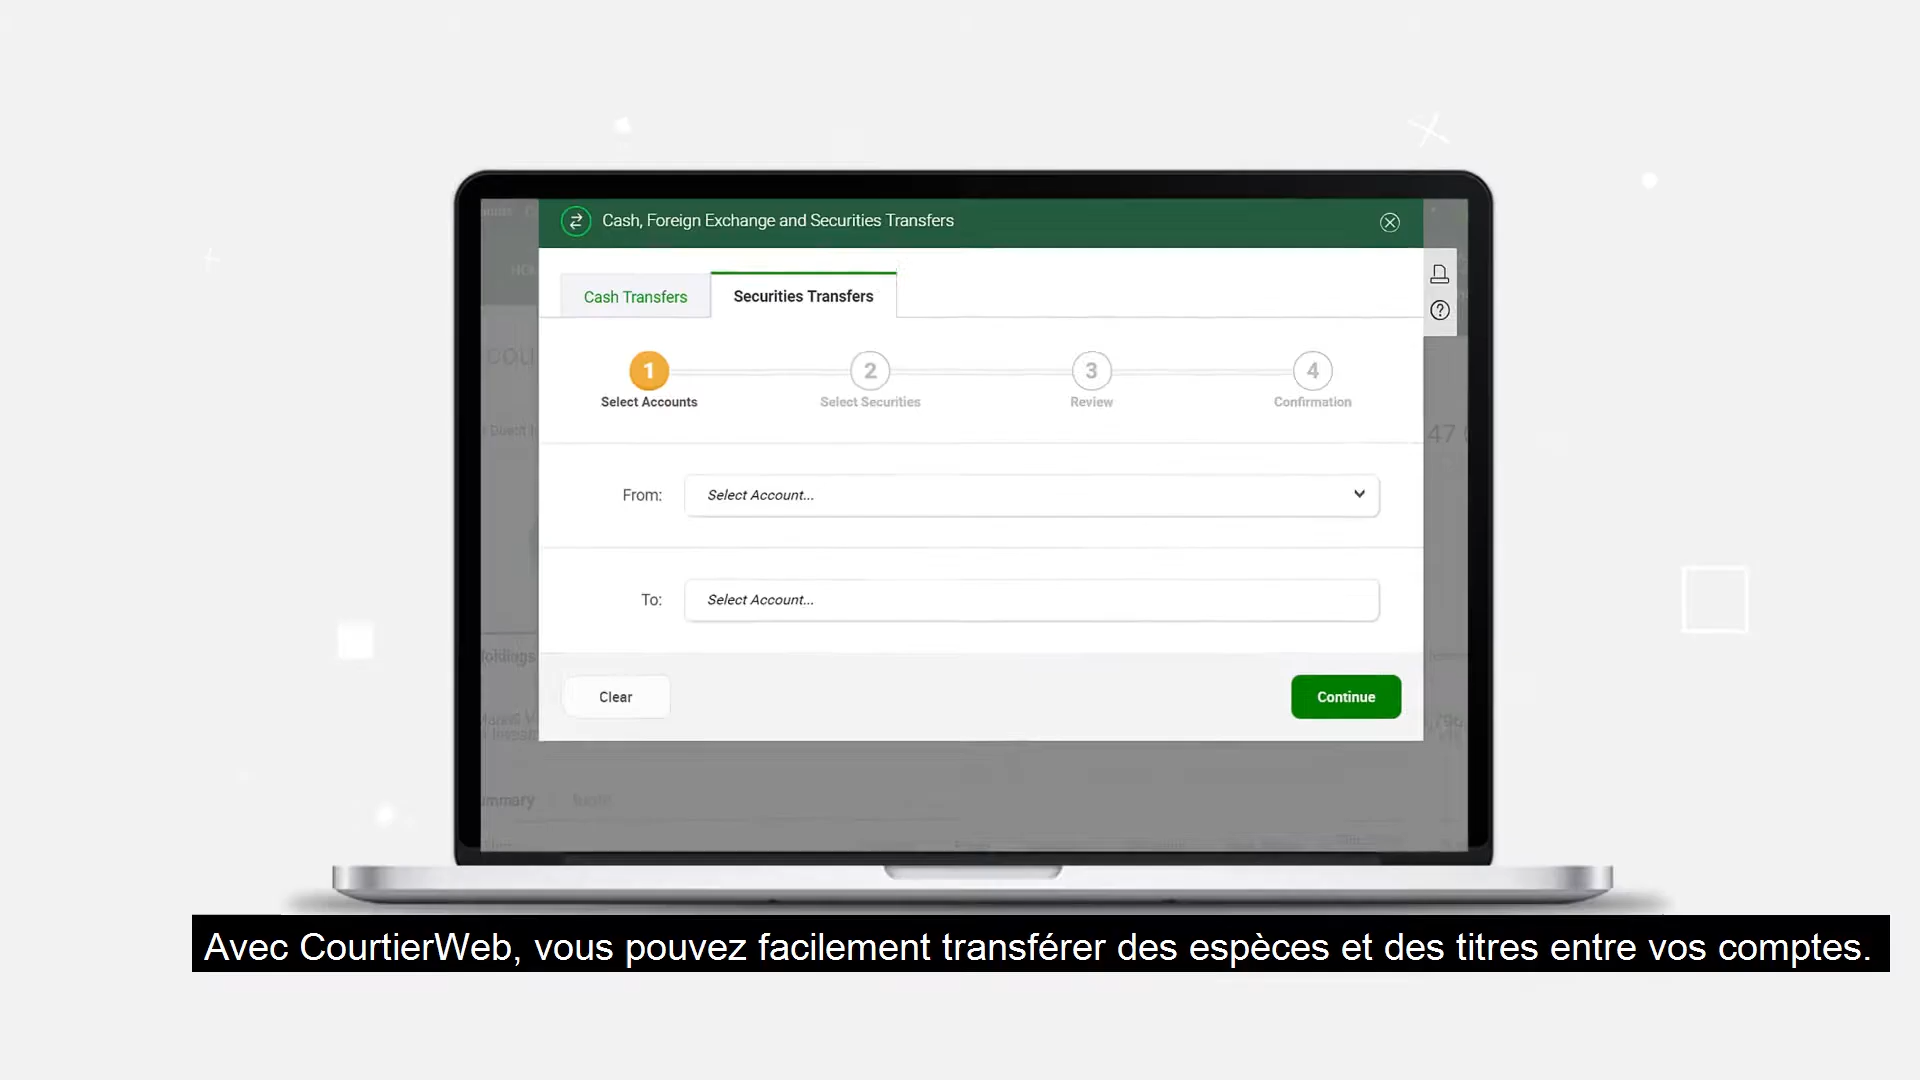 Cash, Foreign Exchange and Securities Transfers
Cash Transfers
Securities Transfers
1
2
3
4
Select Accounts
Select Securities
Review
Confirmation
From:
Select Account...
To:
Select Account...
Clear
Continue
Avec CourtierWeb, vous pouvez facilement transférer des espèces et des titres entre vos comptes.